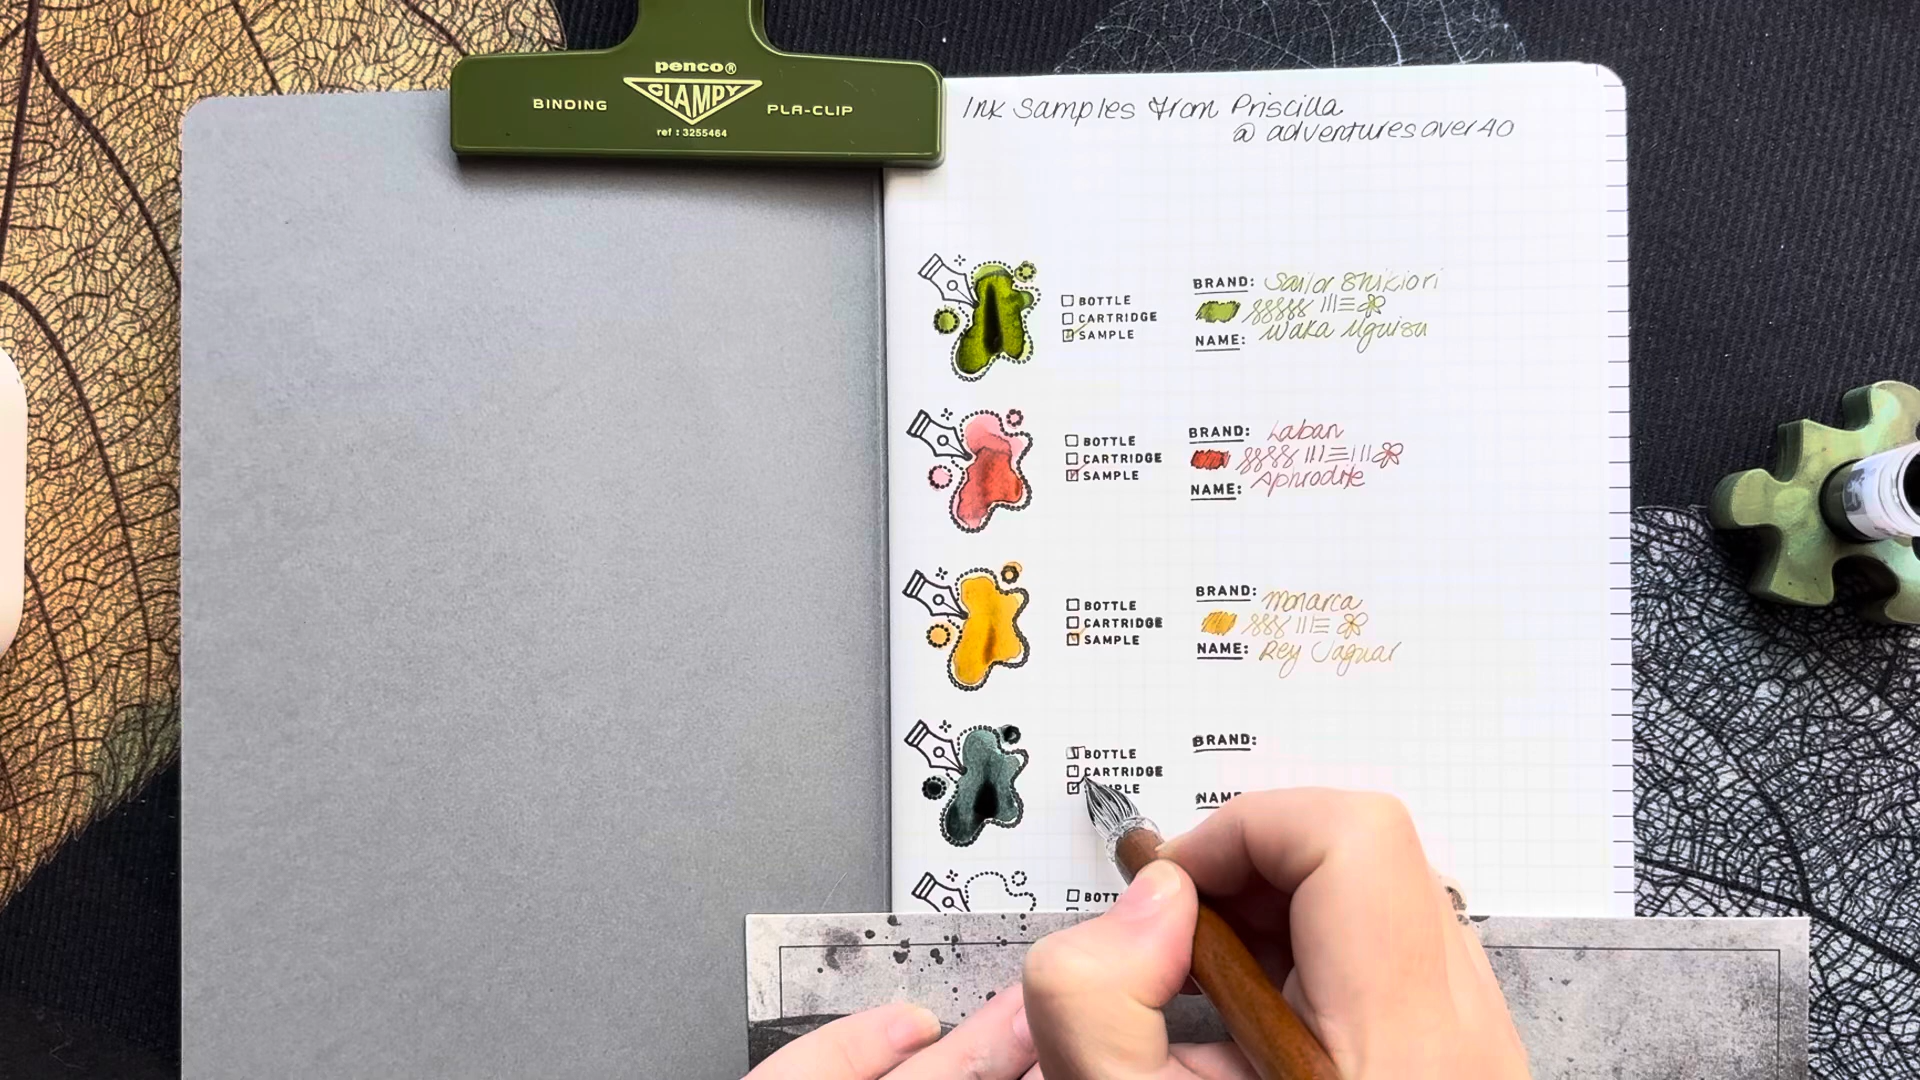 penco®
CLAMPY
BINDING
PLA-CLIP
ref : 3255464
Ink Samples from Priscilla
@ adventuresover40
BOTTLE
CARTRIDGE
SAMPLE
BRAND: Sailor Shikiori
NAME: Waka Uguisu
BOTTLE
CARTRIDGE
SAMPLE
BRAND: Laban
NAME: Aphrodite
BOTTLE
CARTRIDGE
SAMPLE
BRAND: Monarca
NAME: Rey Jaguar
BOTTLE
CARTRIDGE
BRAND:
NAME